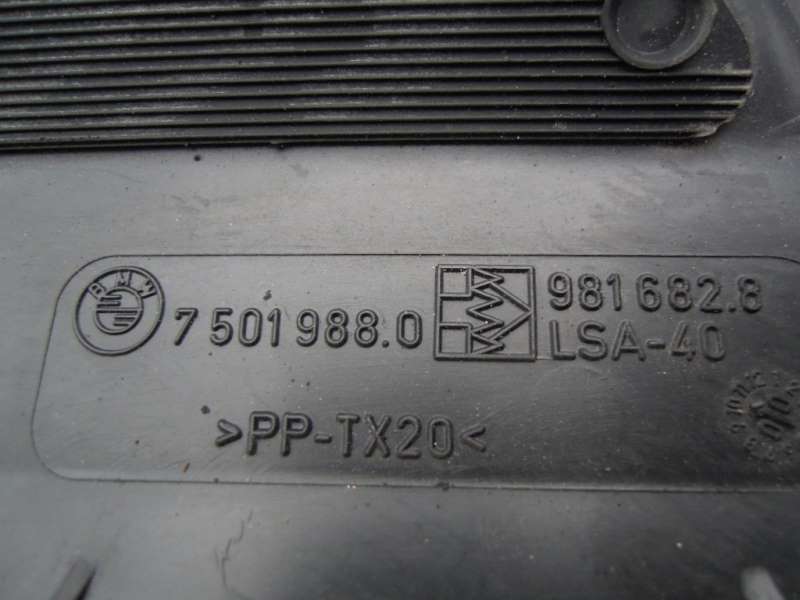 BMW
7 501 988.0
981 682.8
LSA-40
>PP-TX20<